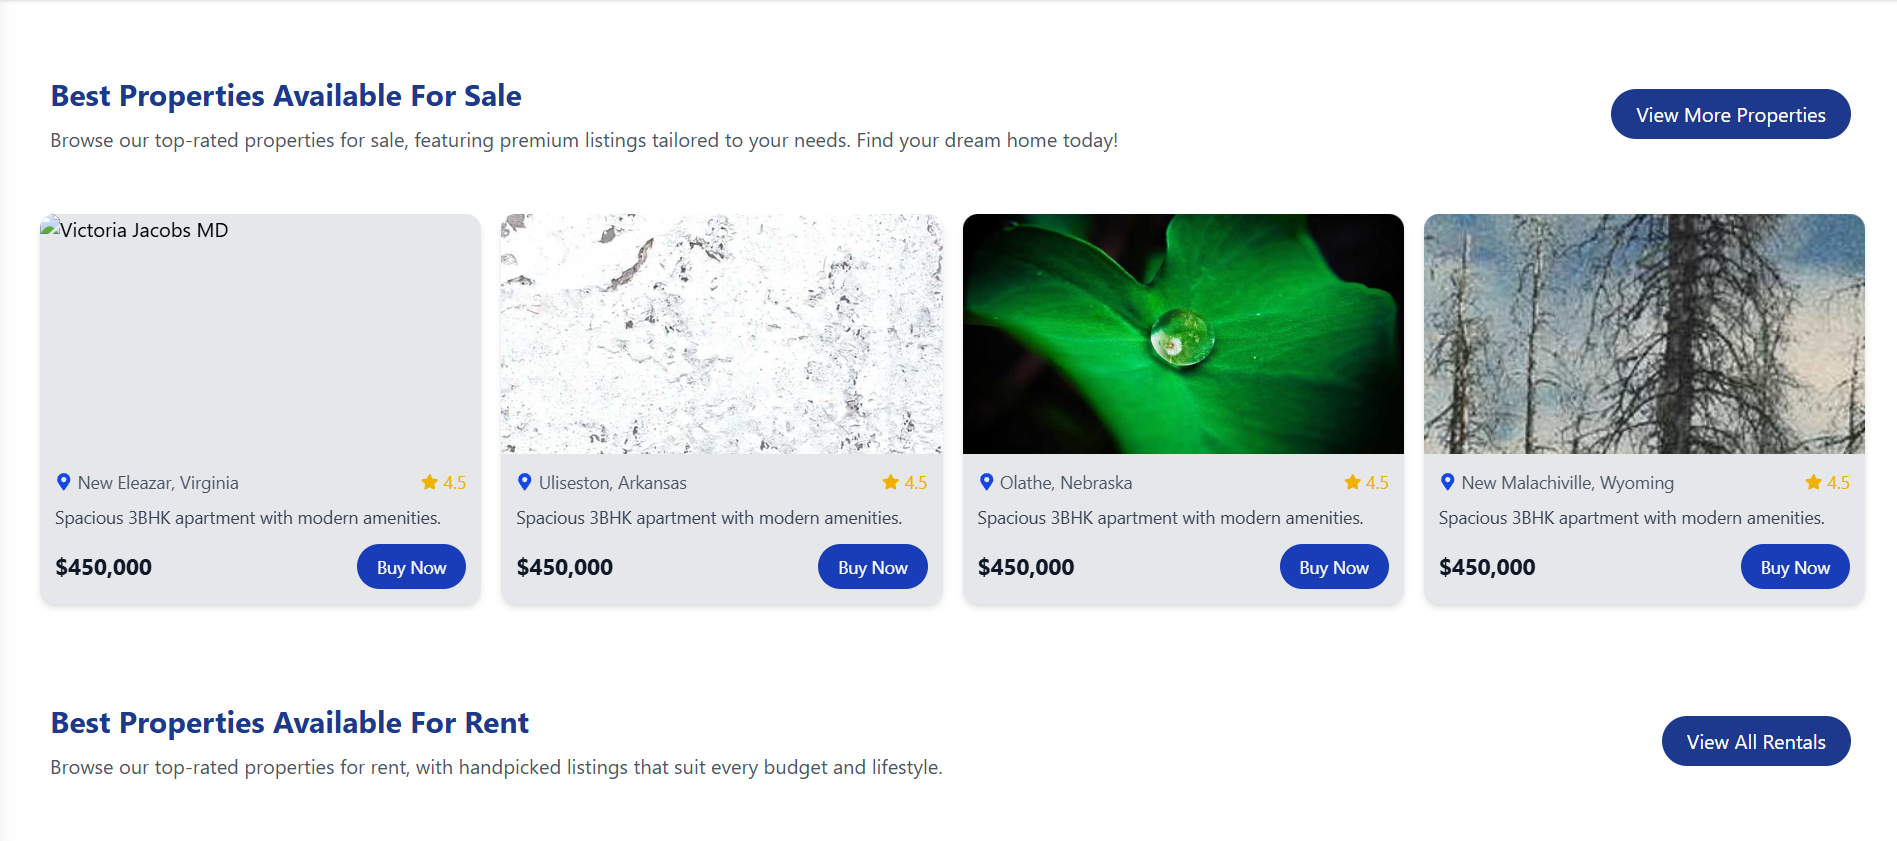 Best Properties Available For Sale
Browse our top-rated properties for sale, featuring premium listings tailored to your needs. Find your dream home today!
View More Properties
Victoria Jacobs MD
New Eleazar, Virginia
4.5
Spacious 3BHK apartment with modern amenities.
$450,000
Buy Now
Uliseston, Arkansas
4.5
Spacious 3BHK apartment with modern amenities.
$450,000
Buy Now
Olathe, Nebraska
4.5
Spacious 3BHK apartment with modern amenities.
$450,000
Buy Now
New Malachiville, Wyoming
4.5
Spacious 3BHK apartment with modern amenities.
$450,000
Buy Now
Best Properties Available For Rent
Browse our top-rated properties for rent, with handpicked listings that suit every budget and lifestyle.
View All Rentals